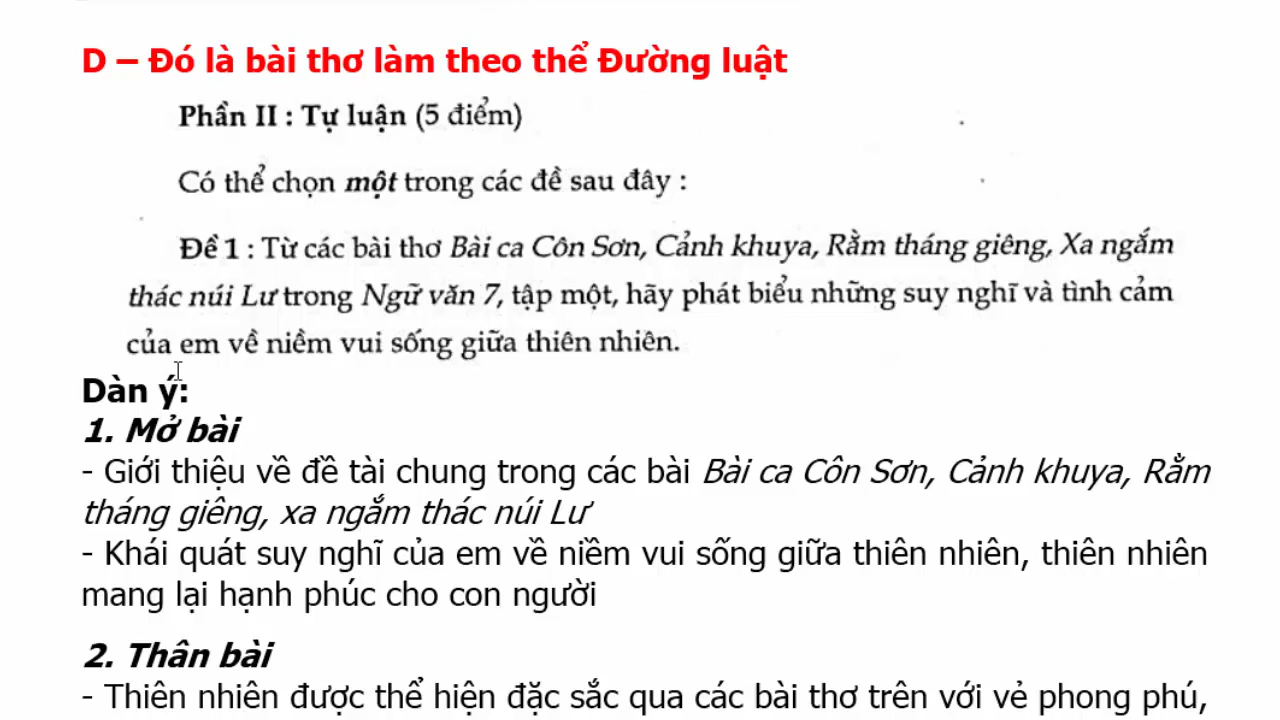 D – Đó là bài thơ làm theo thể Đường luật
Phần II : Tự luận (5 điểm)
Có thể chọn một trong các đề sau đây :
Đề 1 : Từ các bài thơ Bài ca Côn Sơn, Cảnh khuya, Rằm tháng giêng, Xa ngắm
thác núi Lư trong Ngữ văn 7, tập một, hãy phát biểu những suy nghĩ và tình cảm
của em về niềm vui sống giữa thiên nhiên.
Dàn ý:
1. Mở bài
- Giới thiệu về đề tài chung trong các bài Bài ca Côn Sơn, Cảnh khuya, Rằm
tháng giêng, xa ngắm thác núi Lư
- Khái quát suy nghĩ của em về niềm vui sống giữa thiên nhiên, thiên nhiên
mang lại hạnh phúc cho con người
2. Thân bài
- Thiên nhiên được thể hiện đặc sắc qua các bài thơ trên với vẻ phong phú,